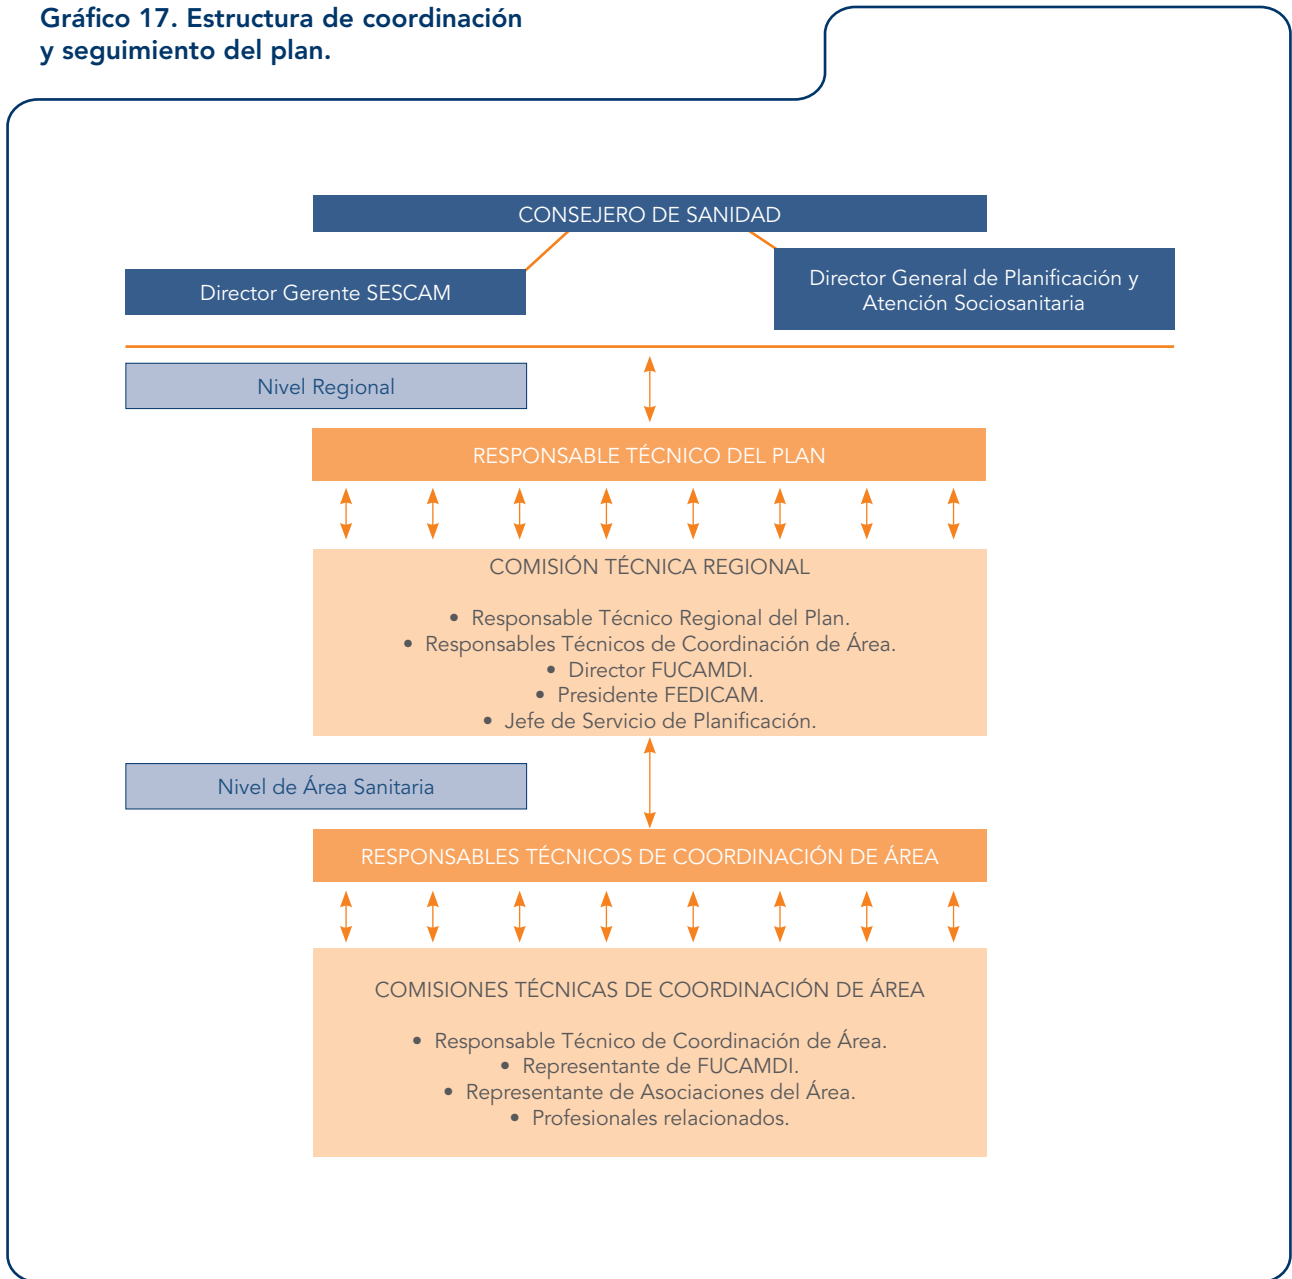 Gráfico 17. Estructura de coordinación
y seguimiento del plan.
CONSEJERO DE SANIDAD
Director Gerente SESCAM
Director General de Planificación y
Atención Sociosanitaria
Nivel Regional
RESPONSABLE TÉCNICO DEL PLAN
COMISIÓN TÉCNICA REGIONAL
• Responsable Técnico Regional del Plan.
• Responsables Técnicos de Coordinación de Área.
• Director FUCAMDI.
• Presidente FEDICAM.
• Jefe de Servicio de Planificación.
Nivel de Área Sanitaria
RESPONSABLES TÉCNICOS DE COORDINACIÓN DE ÁREA
COMISIONES TÉCNICAS DE COORDINACIÓN DE ÁREA
• Responsable Técnico de Coordinación de Área.
• Representante de FUCAMDI.
• Representante de Asociaciones del Área.
• Profesionales relacionados.